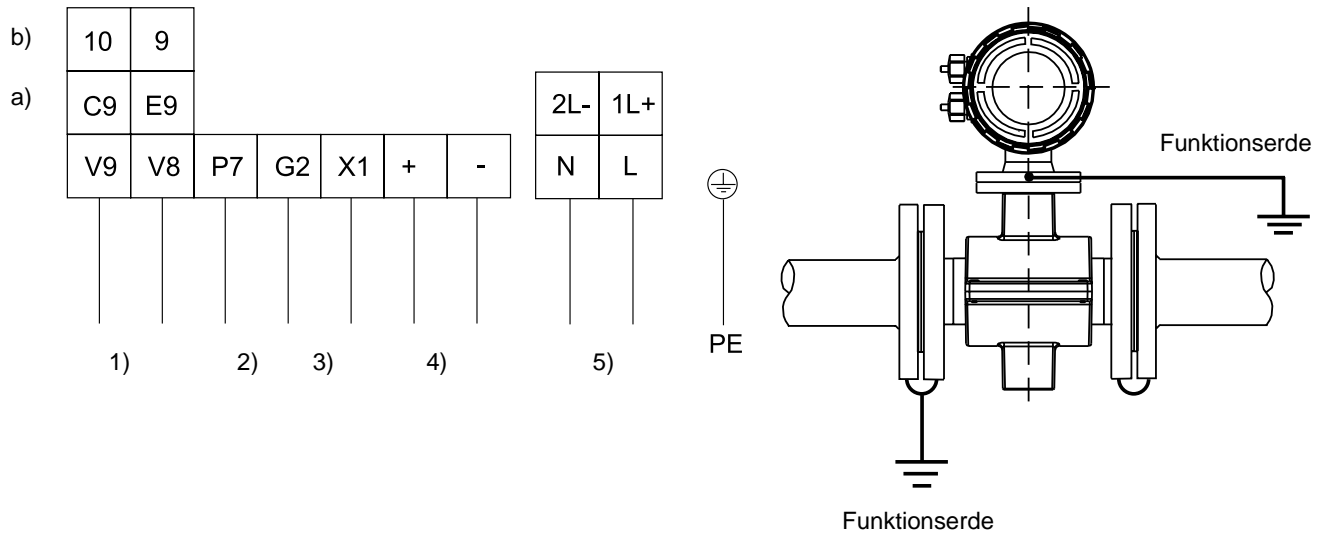 b) 10 9
a) C9 E9 2L- 1L+
V9 V8 P7 G2 X1 + - N L
1) 2) 3) 4) 5)
PE
Funktionserde
Funktionserde